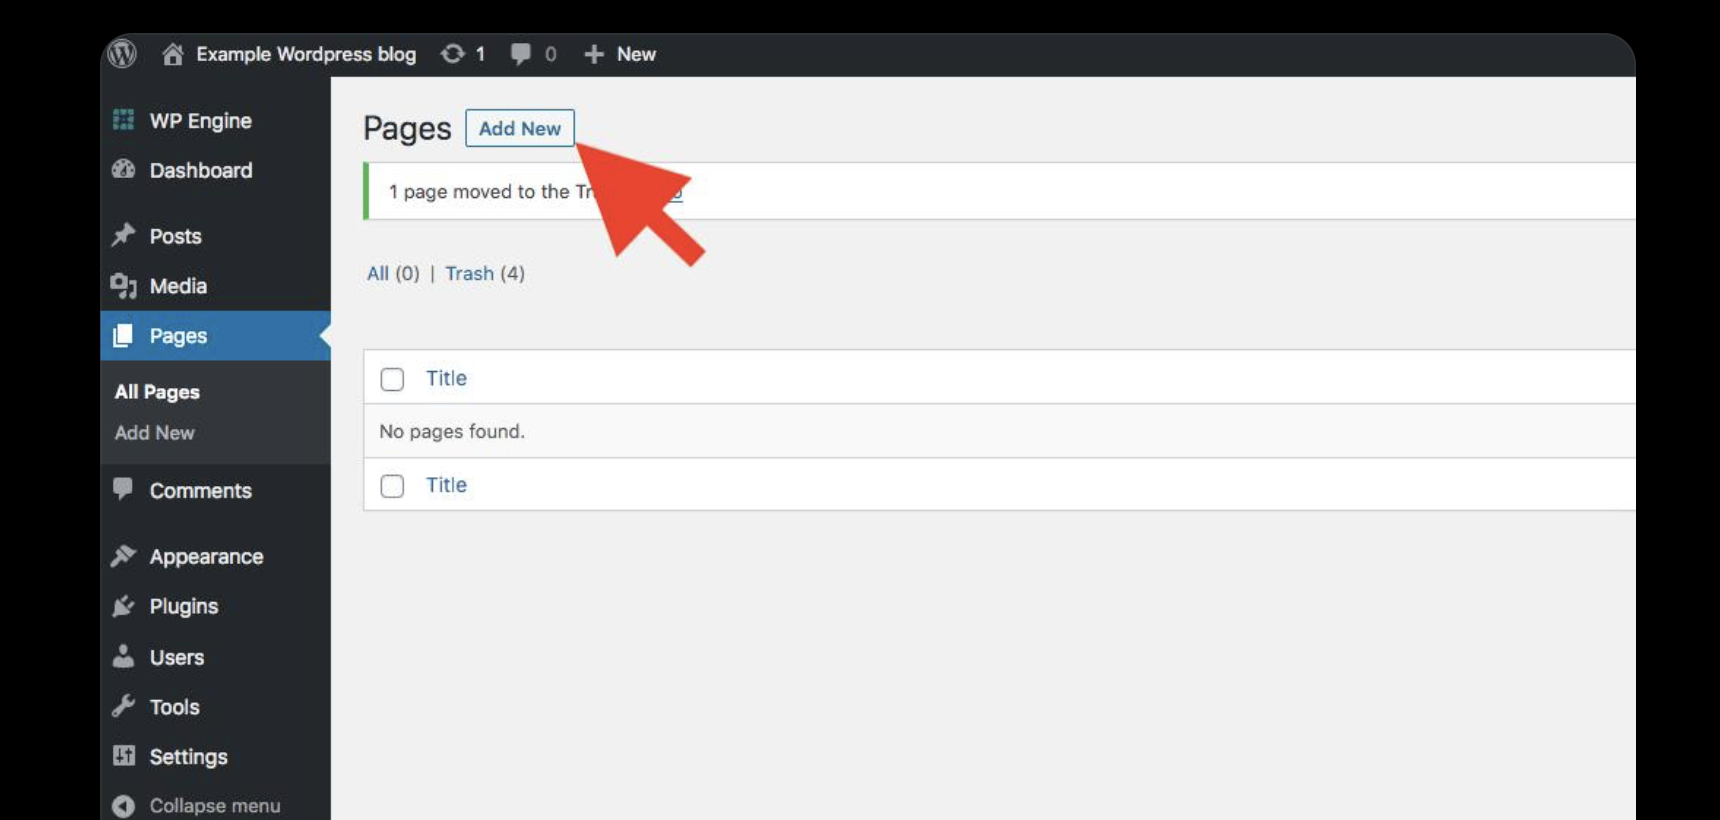 Example Wordpress blog 1 0 + New
WP Engine
Dashboard
Posts
Media
Pages
All Pages
Add New
Comments
Appearance
Plugins
Users
Tools
Settings
Collapse menu
Pages Add New
1 page moved to the
All (0) | Trash (4)
Title
No pages found.
Title